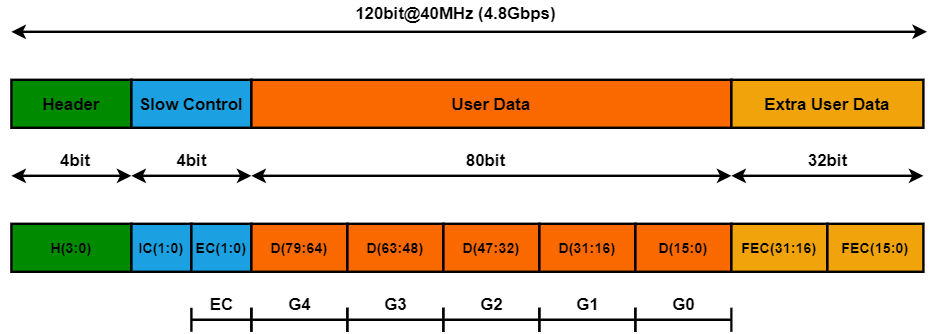 120bit@40MHz (4.8Gbps)
Header Slow Control User Data Extra User Data
4bit 4bit 80bit 32bit
H(3:0) IC(1:0) EC(1:0) D(79:64) D(63:48) D(47:32) D(31:16) D(15:0) FEC(31:16) FEC(15:0)
EC G4 G3 G2 G1 G0